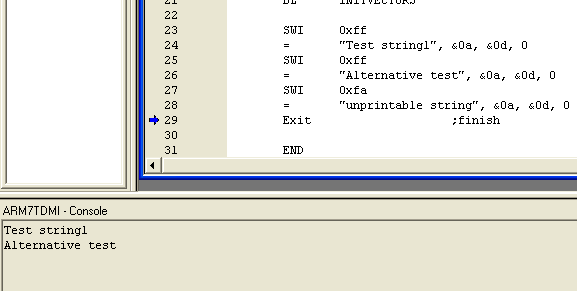 21 BL INITVECTORS
22
23 SWI 0xff
24 = "Test string1", &0a, &0d, 0
25 SWI 0xff
26 = "Alternative test", &0a, &0d, 0
27 SWI 0xfa
28 = "unprintable string", &0a, &0d, 0
29 Exit ;finish
30
31 END
ARM7TDMI - Console
Test string1
Alternative test